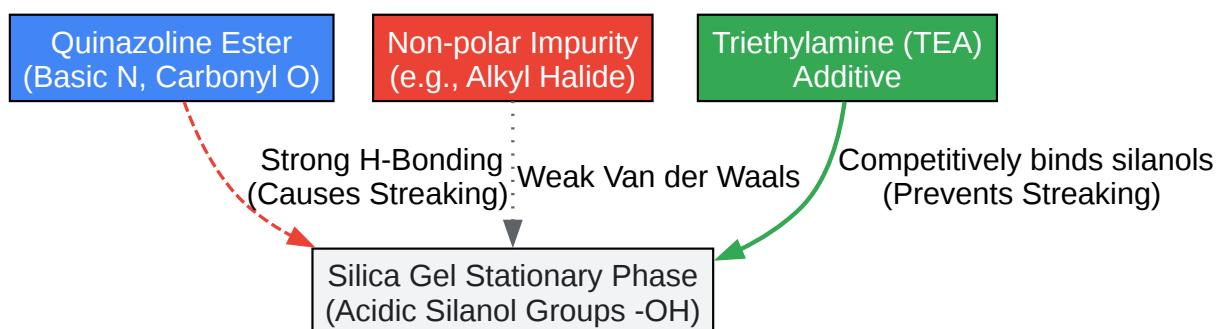 Quinazoline Ester
(Basic N, Carbonyl O)
Non-polar Impurity
(e.g., Alkyl Halide)
Triethylamine (TEA)
Additive
Strong H-Bonding
(Causes Streaking)
Weak Van der Waals
Competitively binds silanols
(Prevents Streaking)
Silica Gel Stationary Phase
(Acidic Silanol Groups -OH)